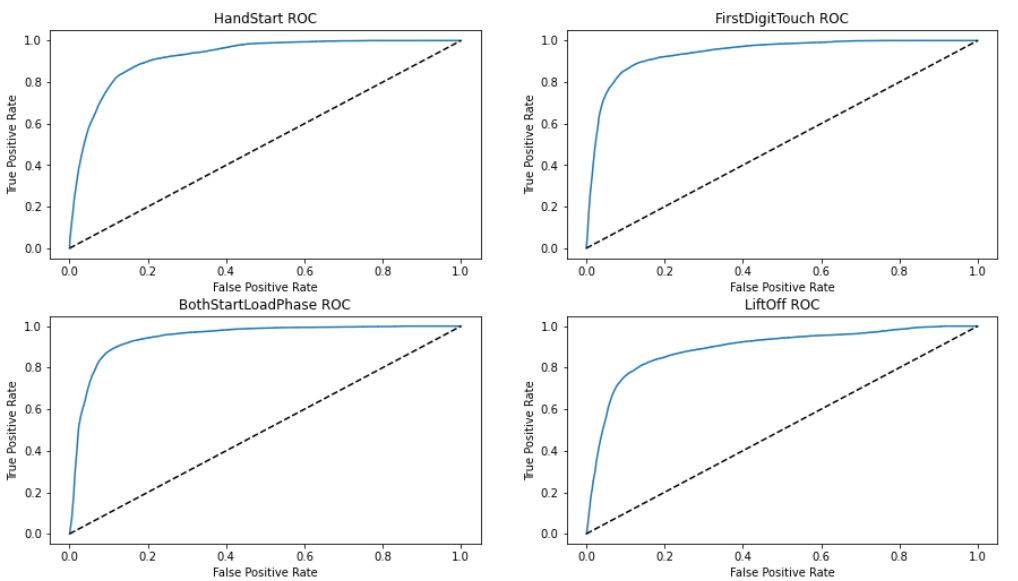 HandStart ROC
1.0
0.8
0.6
0.4
0.2
0.0
True Positive Rate
0.0 0.2 0.4 0.6 0.8 1.0
False Positive Rate
FirstDigitTouch ROC
1.0
0.8
0.6
0.4
0.2
0.0
True Positive Rate
0.0 0.2 0.4 0.6 0.8 1.0
False Positive Rate
BothStartLoadPhase ROC
1.0
0.8
0.6
0.4
0.2
0.0
True Positive Rate
0.0 0.2 0.4 0.6 0.8 1.0
False Positive Rate
LiftOff ROC
1.0
0.8
0.6
0.4
0.2
0.0
True Positive Rate
0.0 0.2 0.4 0.6 0.8 1.0
False Positive Rate